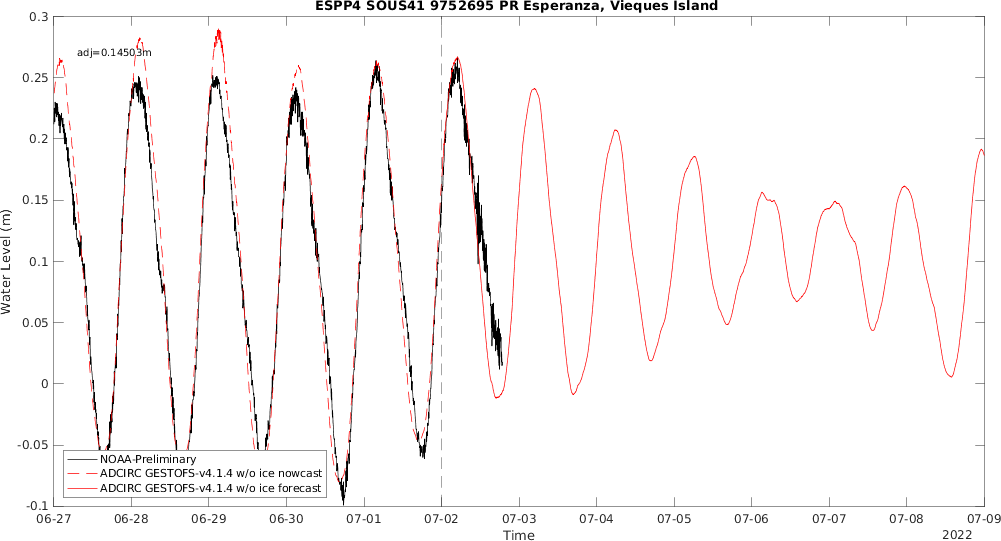 ESPP4 SOUS41 9752695 PR Esperanza, Vieques Island
0.3
adj=0.14503m
0.25
0.2
0.15
0.1
0.05
0
-0.05
-0.1
Water Level (m)
NOAA-Preliminary
ADCIRC GESTOFS-v4.1.4 w/o ice nowcast
ADCIRC GESTOFS-v4.1.4 w/o ice forecast
06-27 06-28 06-29 06-30 07-01 07-02 07-03 07-04 07-05 07-06 07-07 07-08 07-09
Time 2022